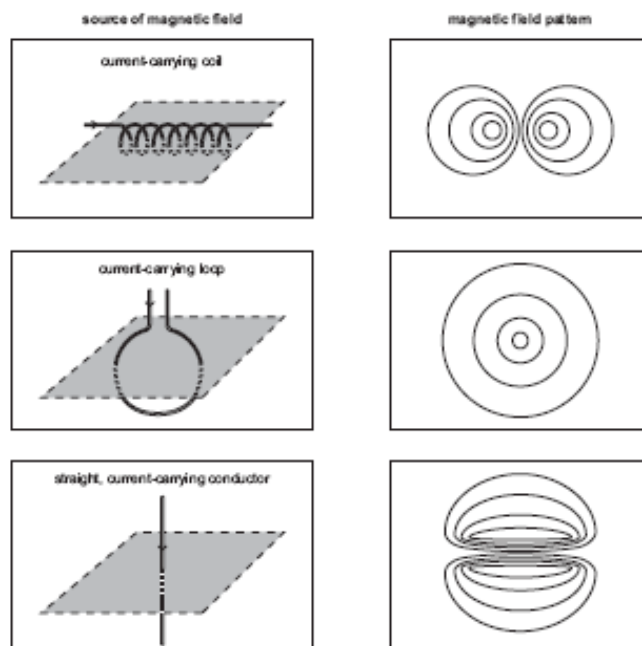 source of magnetic field
magnetic field pattern
current-carrying coil
current-carrying loop
straight, current-carrying conductor